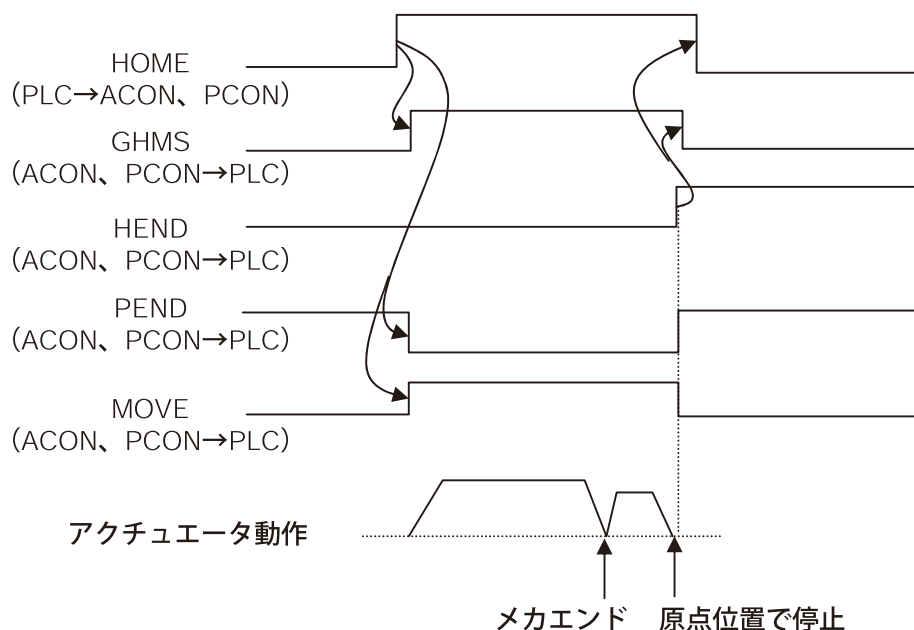 HOME
（PLC→ACON、PCON）
GHMS
（ACON、PCON→PLC）
HEND
（ACON、PCON→PLC）
PEND
（ACON、PCON→PLC）
MOVE
（ACON、PCON→PLC）
アクチュエータ動作
メカエンド
原点位置で停止